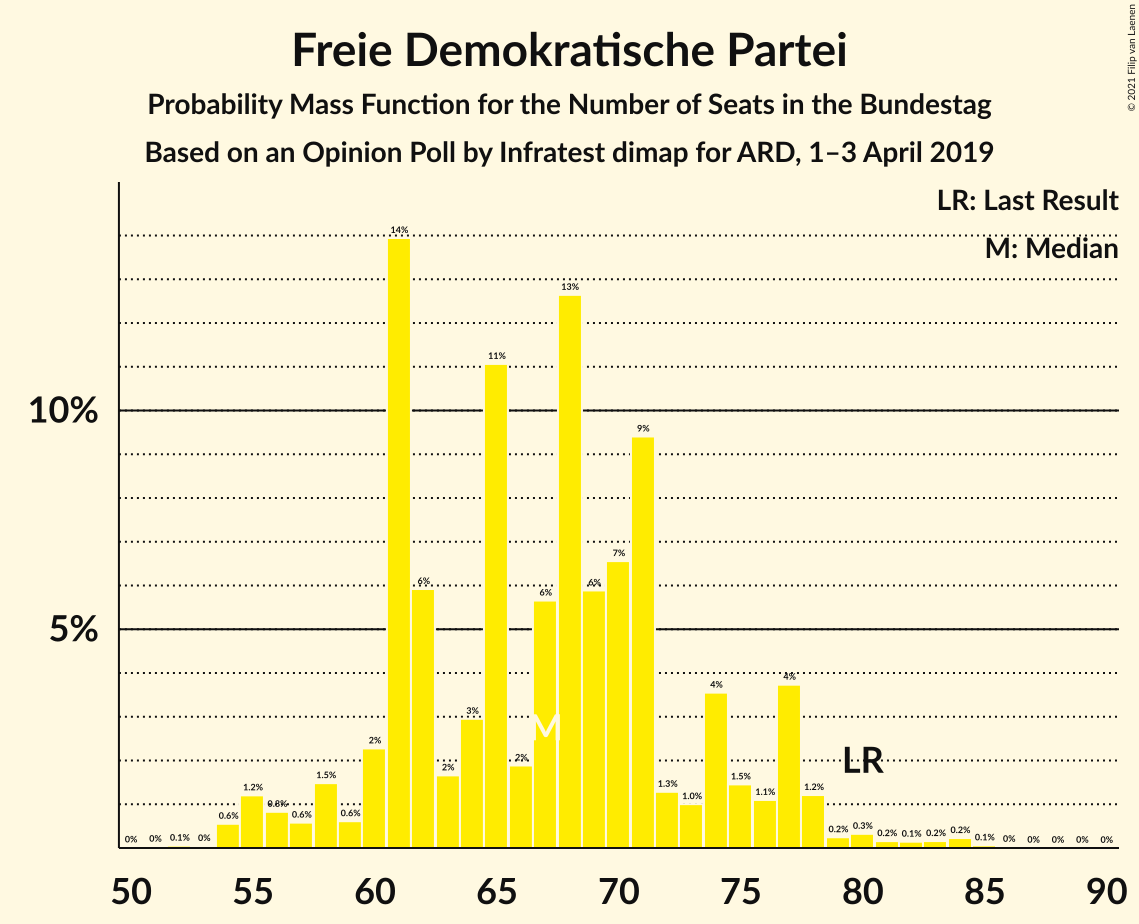 Freie Demokratische Partei
Probability Mass Function for the Number of Seats in the Bundestag
Based on an Opinion Poll by Infratest dimap for ARD, 1–3 April 2019
© 2021 Filip van Laenen
LR: Last Result
M: Median
10%
5%
0% 0% 0.1% 0% 0.6% 1.2% 0.8% 0.6% 1.5% 0.6% 2% 14% 6% 2% 3% 11% 2% 6% 13% 6% 7% 9% 1.3% 1.0% 4% 1.5% 1.1% 4% 1.2% 0.2% 0.3% 0.2% 0.1% 0.2% 0.2% 0.1% 0% 0% 0% 0% 0%
M
LR
50 55 60 65 70 75 80 85 90